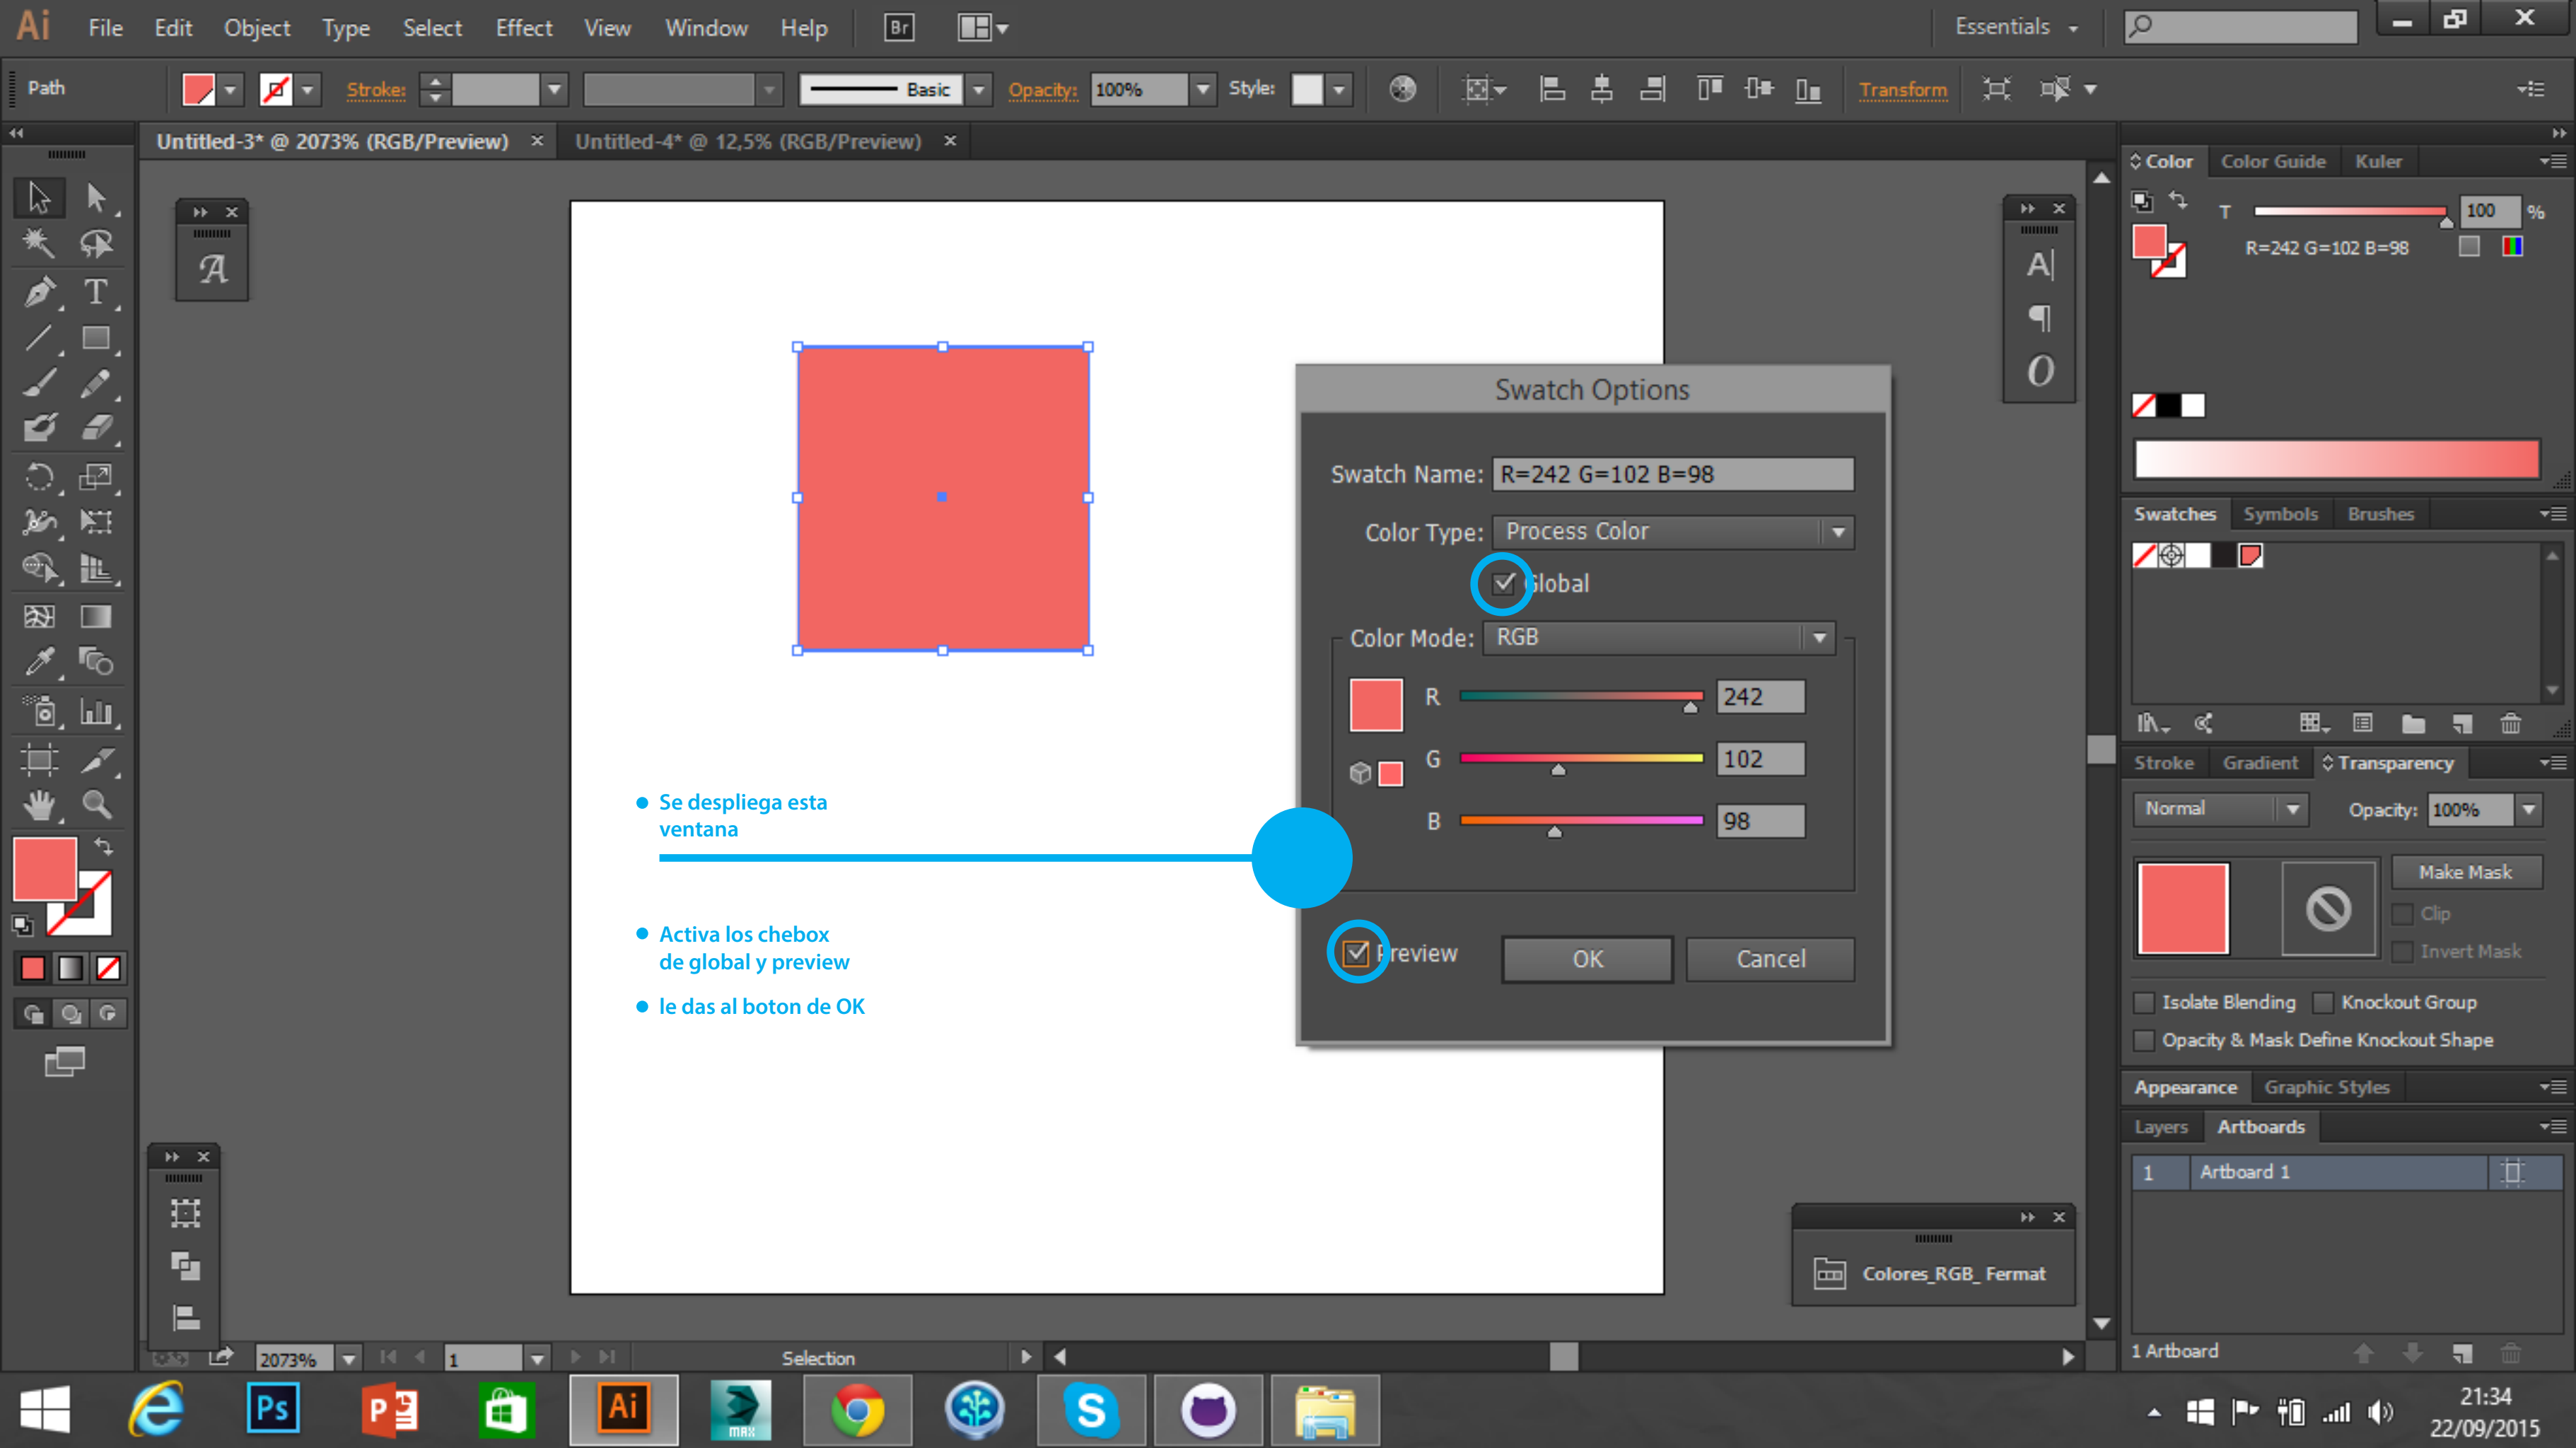 Ai File Edit Object Type Select Effect View Window Help Br Essentials
Path Stroke: Basic Opacity: 100% Style: Transform
Untitled-3* @ 2073% (RGB/Preview) × Untitled-4* @ 12,5% (RGB/Preview) ×
Color Color Guide Kuler
T 100 %
R=242 G=102 B=98
Swatch Options
Swatch Name: R=242 G=102 B=98
Color Type: Process Color
Global
Color Mode: RGB
R 242
G 102
B 98
Preview OK Cancel
Se despliega esta
ventana
Activa los chebox
de global y preview
le das al boton de OK
Swatches Symbols Brushes
Stroke Gradient Transparency
Normal Opacity: 100%
Make Mask
Clip
Invert Mask
Isolate Blending Knockout Group
Opacity & Mask Define Knockout Shape
Appearance Graphic Styles
Layers Artboards
1 Artboard 1
Colores_RGB_ Fermat
2073% 1 Selection
1 Artboard
Ps P Ai MAX S
21:34
22/09/2015